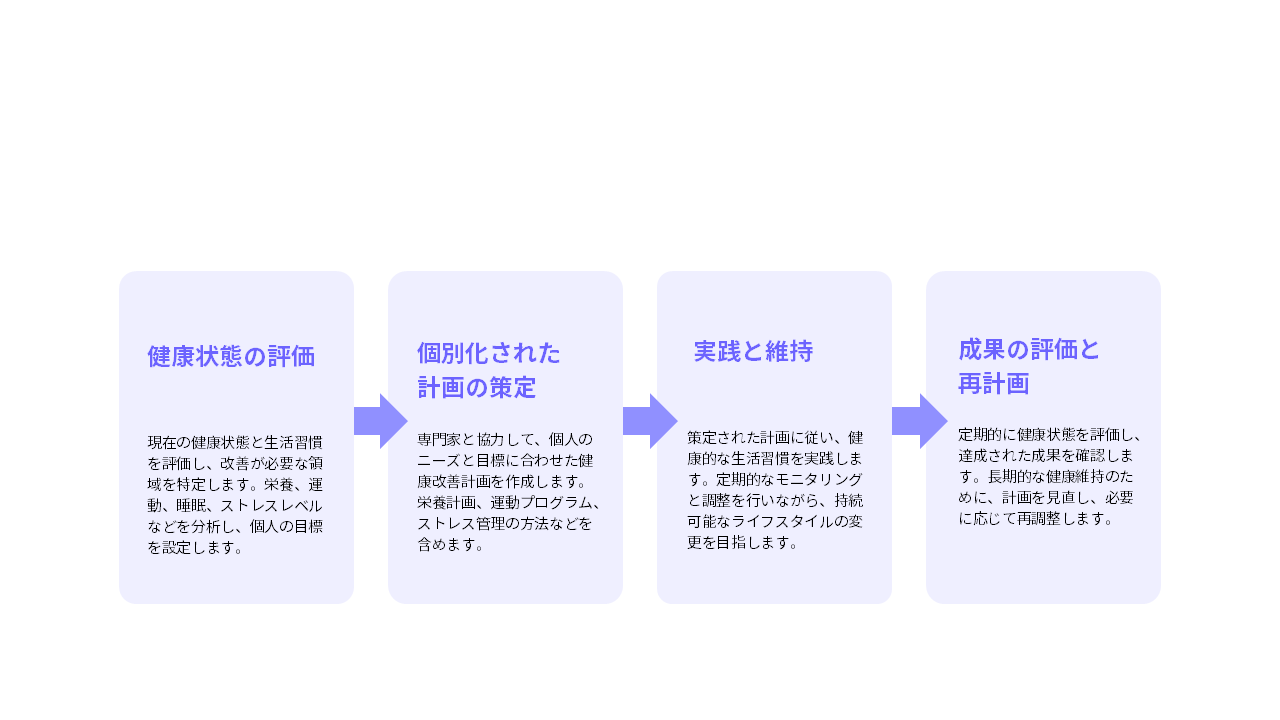 健康状態の評価
現在の健康状態と生活習慣
を評価し、改善が必要な領
域を特定します。栄養、運
動、睡眠、ストレスレベル
などを分析し、個人の目標
を設定します。
個別化された
計画の策定
専門家と協力して、個人の
ニーズと目標に合わせた健
康改善計画を作成します。
栄養計画、運動プログラム、
ストレス管理の方法などを
含めます。
実践と維持
策定された計画に従い、健
康的な生活習慣を実践しま
す。定期的なモニタリング
と調整を行いながら、持続
可能なライフスタイルの変
更を目指します。
成果の評価と
再計画
定期的に健康状態を評価し、
達成された成果を確認しま
す。長期的な健康維持のた
めに、計画を見直し、必要
に応じて再調整します。